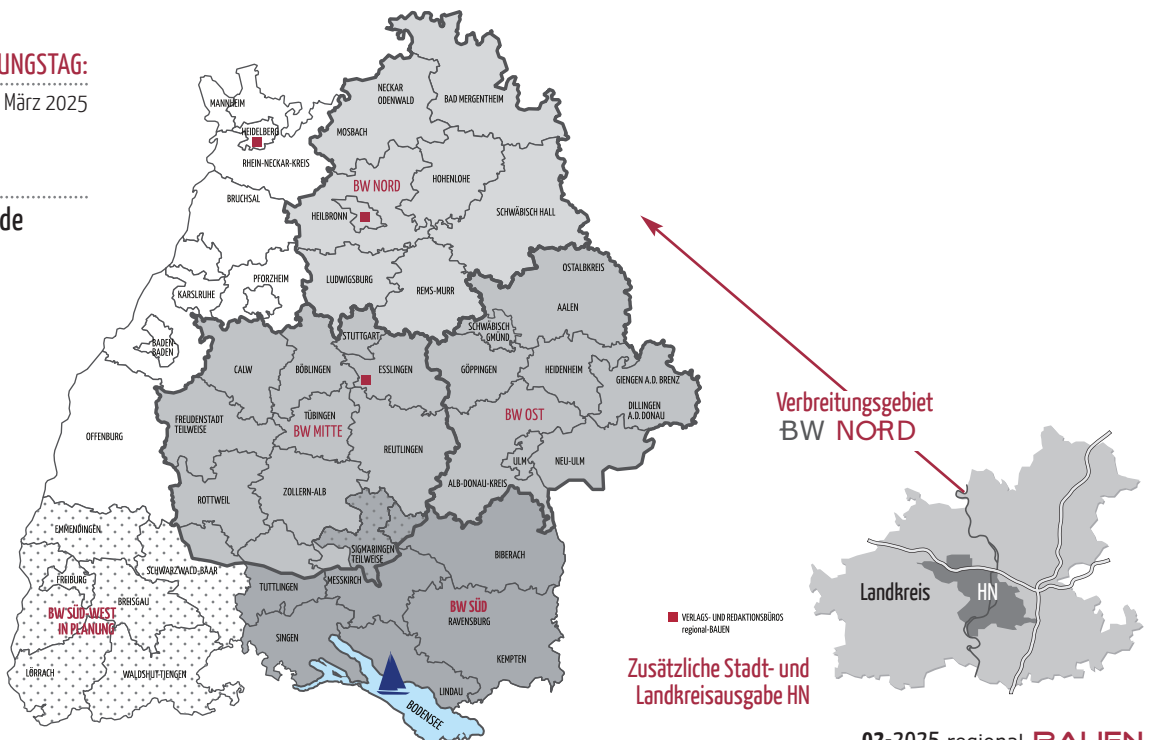 UNGSTAG:
März 2025
de
MANNHEIM
HEIDELBERG
RHEIN-NECKAR-KREIS
BRUCHSAL
PFORZHEIM
KARSLRUHE
BADEN
BADEN
OFFENBURG
NECKAR
ODENWALD
BAD MERGENTHEIM
MOSBACH
BW NORD
HOHENLOHE
HEILBRONN
SCHWÄBISCH HALL
LUDWIGSBURG
REMS-MURR
OSTALBKREIS
AALEN
SCHWÄBISCH
GMÜND
STUTTGART
CALW
BÖBLINGEN
ESSLINGEN
GÖPPINGEN
HEIDENHEIM
GIENGEN A.D. BRENZ
DILLINGEN
A.D. DONAU
FREUDENSTADT
TEILWEISE
TÜBINGEN
BW MITTE
BW OST
REUTLINGEN
ULM
NEU-ULM
ALB-DONAU-KREIS
ROTTWEIL
ZOLLERN-ALB
SIGMARINGEN
TEILWEISE
BIBERACH
EMMENDINGEN
FREIBURG
SCHWARZWALD-BAAR
BREISGAU
BW SÜD-WEST
IN PLANUNG
LÖRRACH
WALDSHUT-TIENGEN
TUTTLINGEN
MESSKIRCH
BW SÜD
RAVENSBURG
SINGEN
KEMPTEN
LINDAU
BODENSEE
Verbreitungsgebiet
BW NORD
Landkreis
HN
VERLAGS- UND REDAKTIONSBÜROS
regional-BAUEN
Zusätzliche Stadt- und
Landkreisausgabe HN
02-2025 regional BAUEN